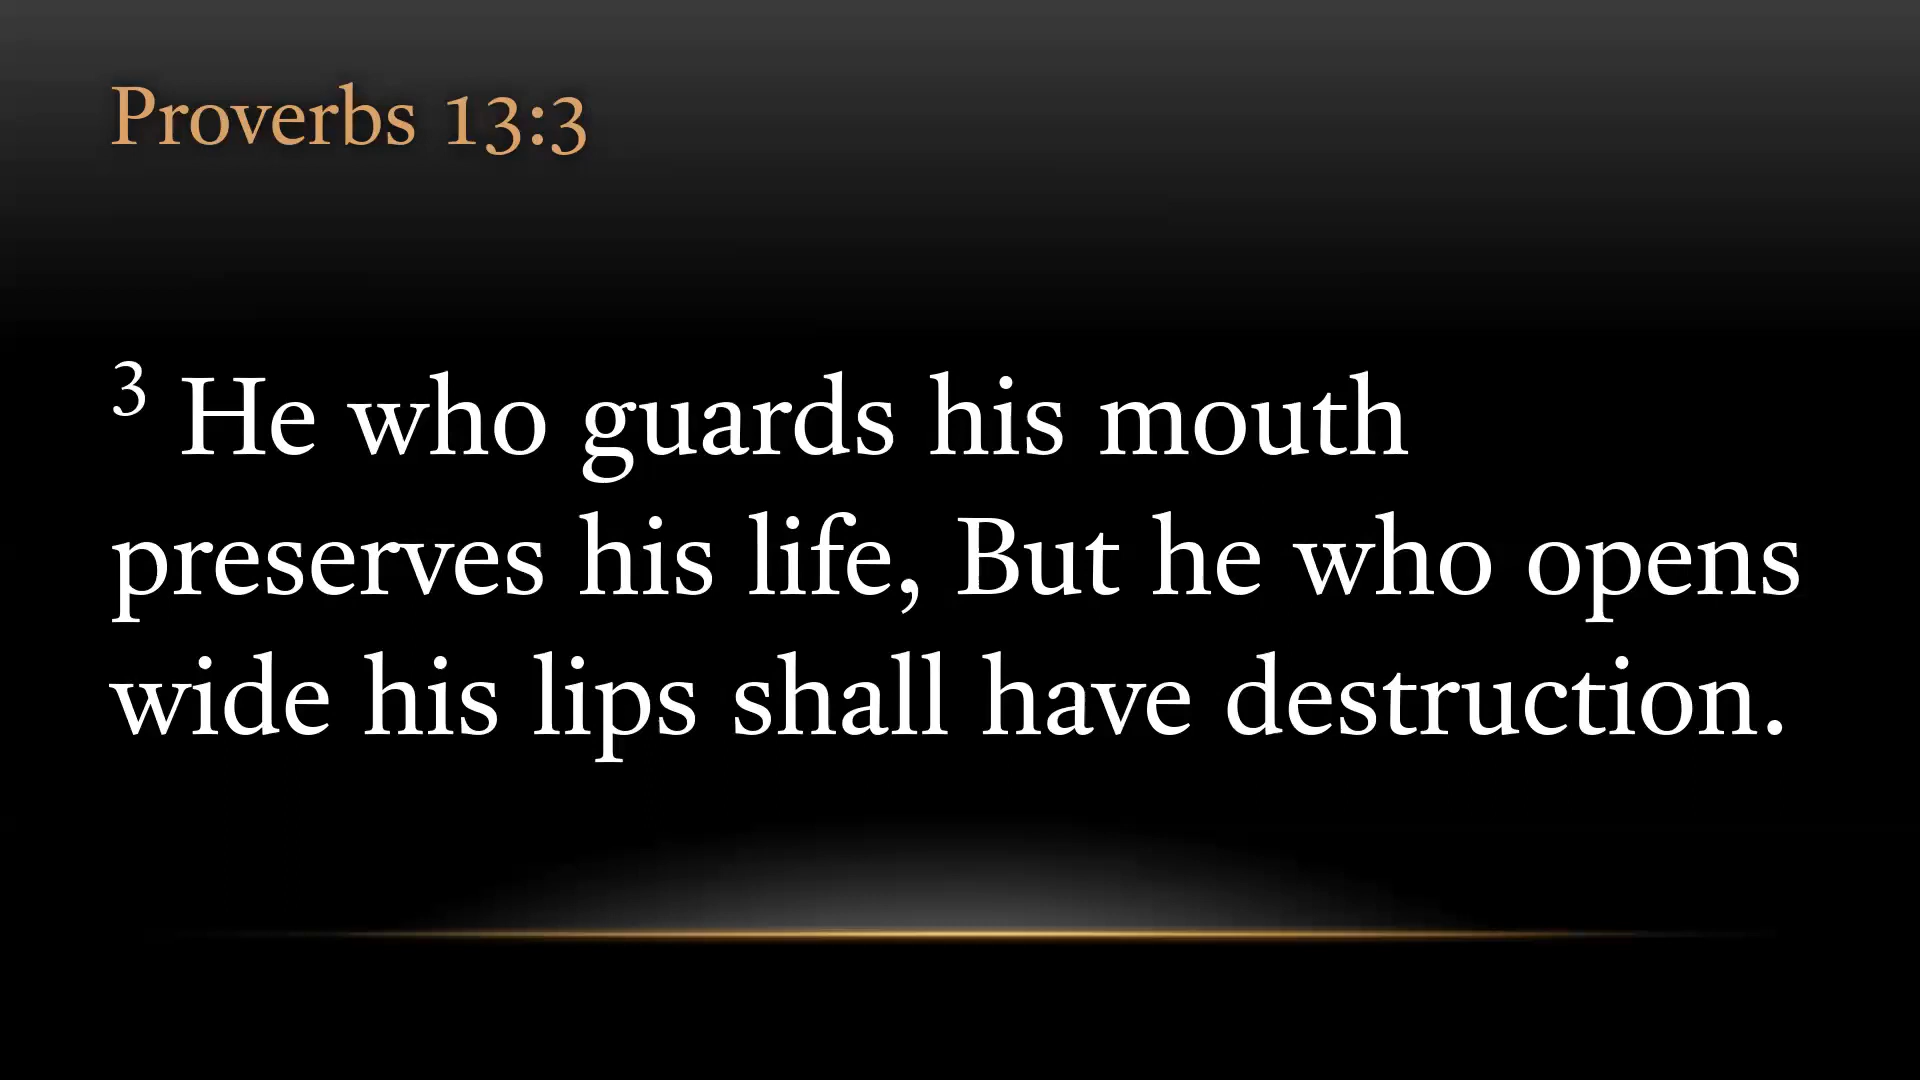 Proverbs 13:3
3 He who guards his mouth
preserves his life, But he who opens
wide his lips shall have destruction.